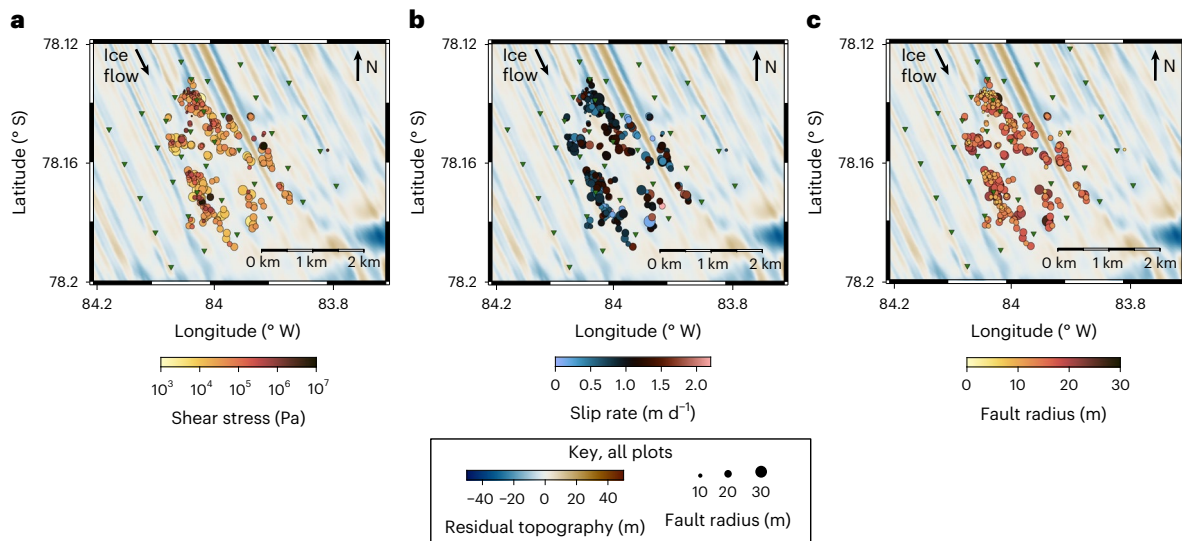 a
78.12
78.16
78.2
Latitude (° S)
Ice
flow
N
0 km 1 km 2 km
84.2 84 83.8
Longitude (° W)
10³ 10⁴ 10⁵ 10⁶ 10⁷
Shear stress (Pa)
b
78.12
78.16
78.2
Latitude (° S)
Ice
flow
N
0 km 1 km 2 km
84.2 84 83.8
Longitude (° W)
0 0.5 1.0 1.5 2.0
Slip rate (m d⁻¹)
c
78.12
78.16
78.2
Latitude (° S)
Ice
flow
N
0 km 1 km 2 km
84.2 84 83.8
Longitude (° W)
0 10 20 30
Fault radius (m)
Key, all plots
−40 −20 0 20 40
Residual topography (m)
10 20 30
Fault radius (m)